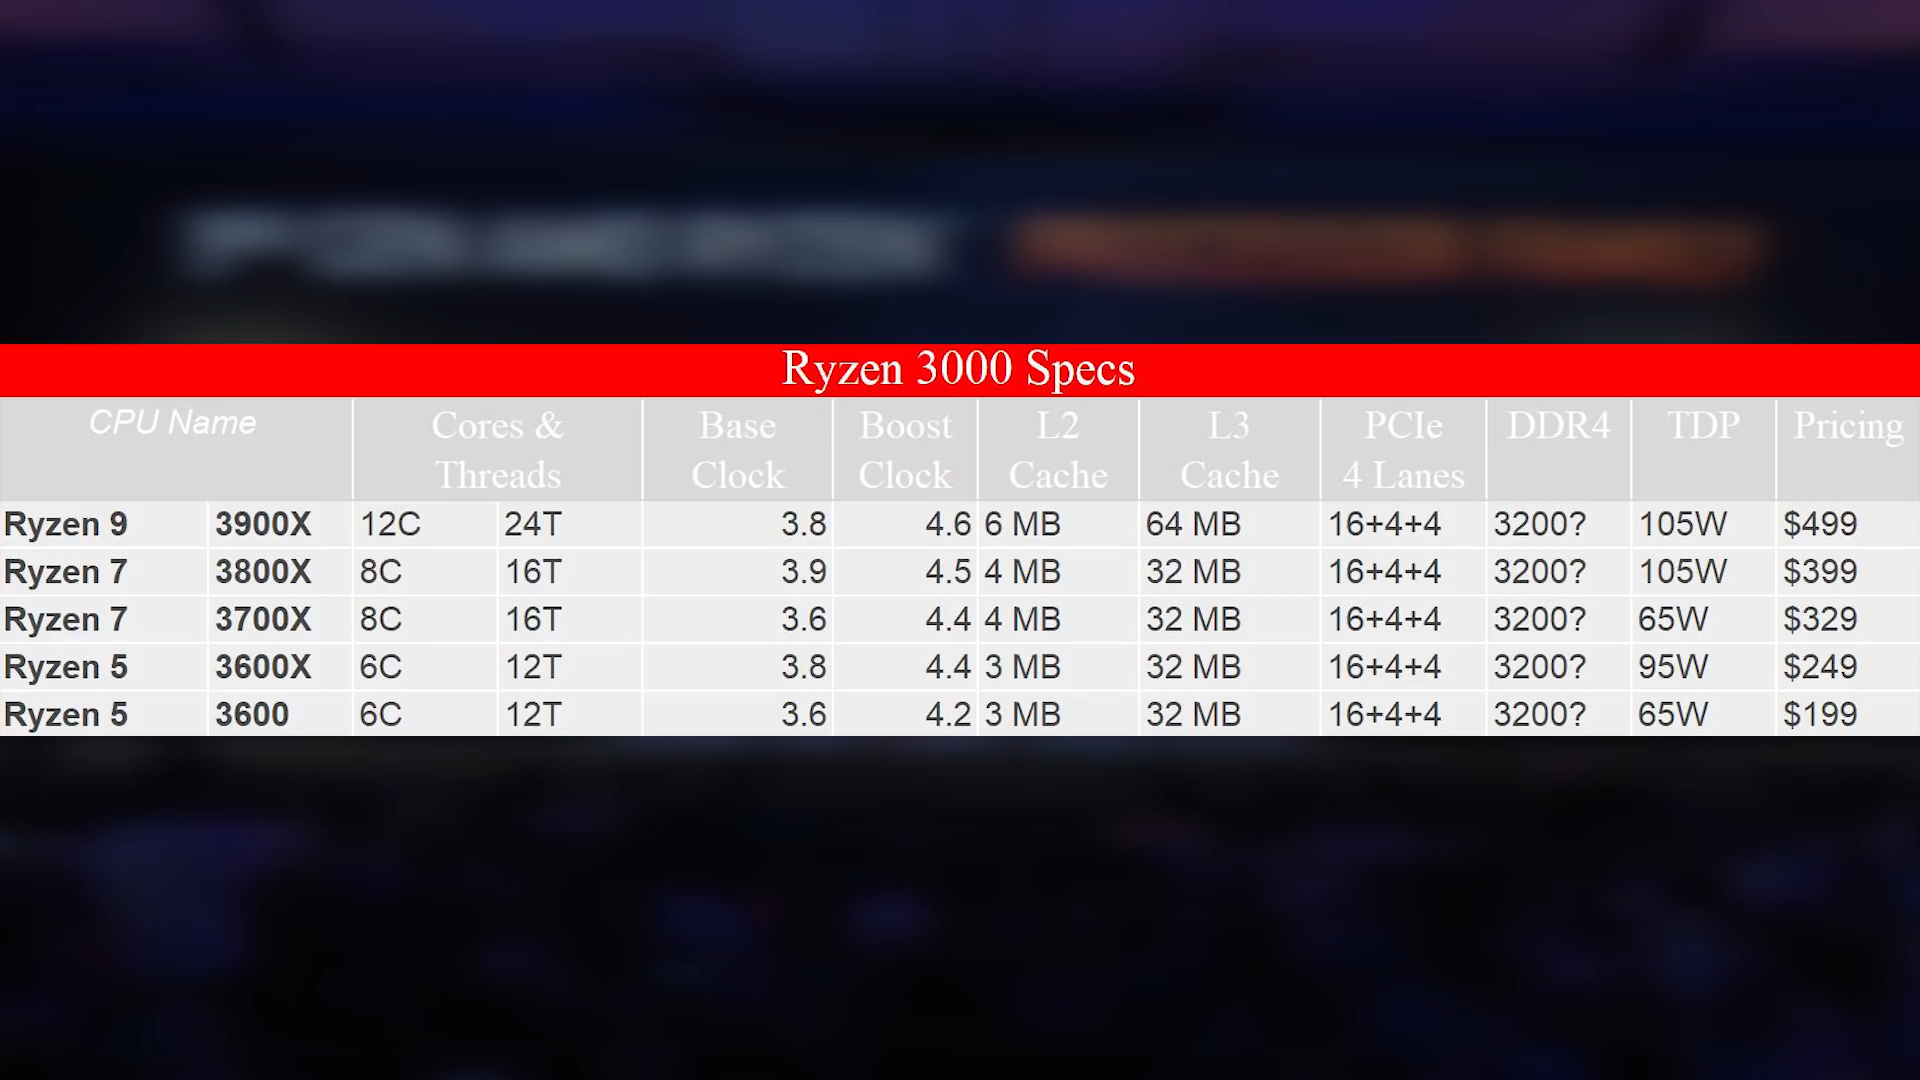 Ryzen 3000 Specs
CPU Name Cores & Threads Base Clock Boost Clock L2 Cache L3 Cache PCIe 4 Lanes DDR4 TDP Pricing
Ryzen 9 3900X 12C 24T 3.8 4.6 6 MB 64 MB 16+4+4 3200? 105W $499
Ryzen 7 3800X 8C 16T 3.9 4.5 4 MB 32 MB 16+4+4 3200? 105W $399
Ryzen 7 3700X 8C 16T 3.6 4.4 4 MB 32 MB 16+4+4 3200? 65W $329
Ryzen 5 3600X 6C 12T 3.8 4.4 3 MB 32 MB 16+4+4 3200? 95W $249
Ryzen 5 3600 6C 12T 3.6 4.2 3 MB 32 MB 16+4+4 3200? 65W $199